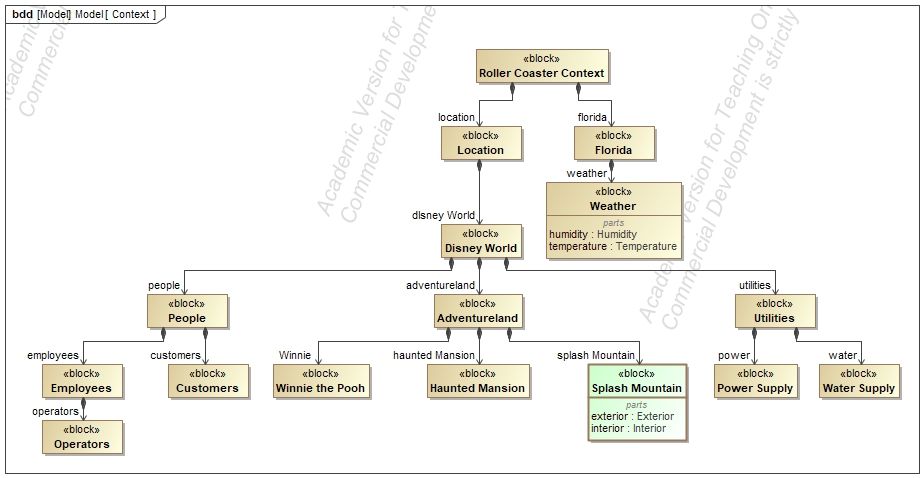 bdd [Model] Model[ Context ]
«block»
Roller Coaster Context
location
florida
«block»
Location
«block»
Florida
weather
«block»
Weather
parts
humidity : Humidity
temperature : Temperature
disney World
«block»
Disney World
people
adventureland
utilities
«block»
People
«block»
Adventureland
«block»
Utilities
employees
customers
Winnie
haunted Mansion
splash Mountain
power
water
«block»
Employees
«block»
Customers
«block»
Winnie the Pooh
«block»
Haunted Mansion
«block»
Splash Mountain
parts
exterior : Exterior
interior : Interior
«block»
Power Supply
«block»
Water Supply
operators
«block»
Operators
Academic
Commercial
Academic Version for T
Commercial Development
Academic Version for Teaching On
Commercial Development is strictly